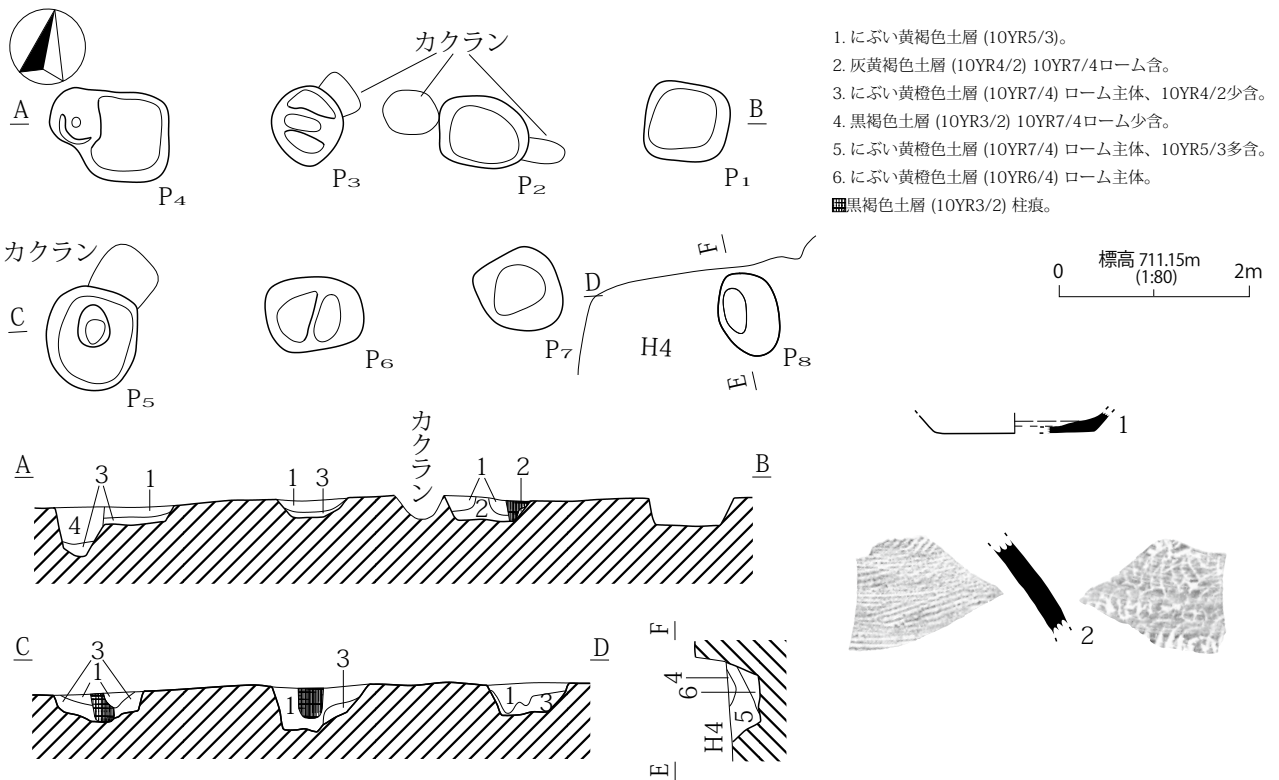 カクラン
A
B
P4
P3
P2
P1
1. にぶい黄褐色土層 (10YR5/3)。
2. 灰黄褐色土層 (10YR4/2) 10YR7/4ローム含。
3. にぶい黄橙色土層 (10YR7/4) ローム主体、10YR4/2少含。
4. 黒褐色土層 (10YR3/2) 10YR7/4ローム少含。
5. にぶい黄橙色土層 (10YR7/4) ローム主体、10YR5/3多含。
6. にぶい黄橙色土層 (10YR6/4) ローム主体。
黒褐色土層 (10YR3/2) 柱痕。
標高 711.15m
(1:80)
0 2m
カクラン
C
D
F
E
H4
P5
P6
P7
P8
カクラン
A
B
3 1
4
1 3
1 2
2
C
D
3
1
1
3
1
3
F
E
4
6
5
H4
1
2